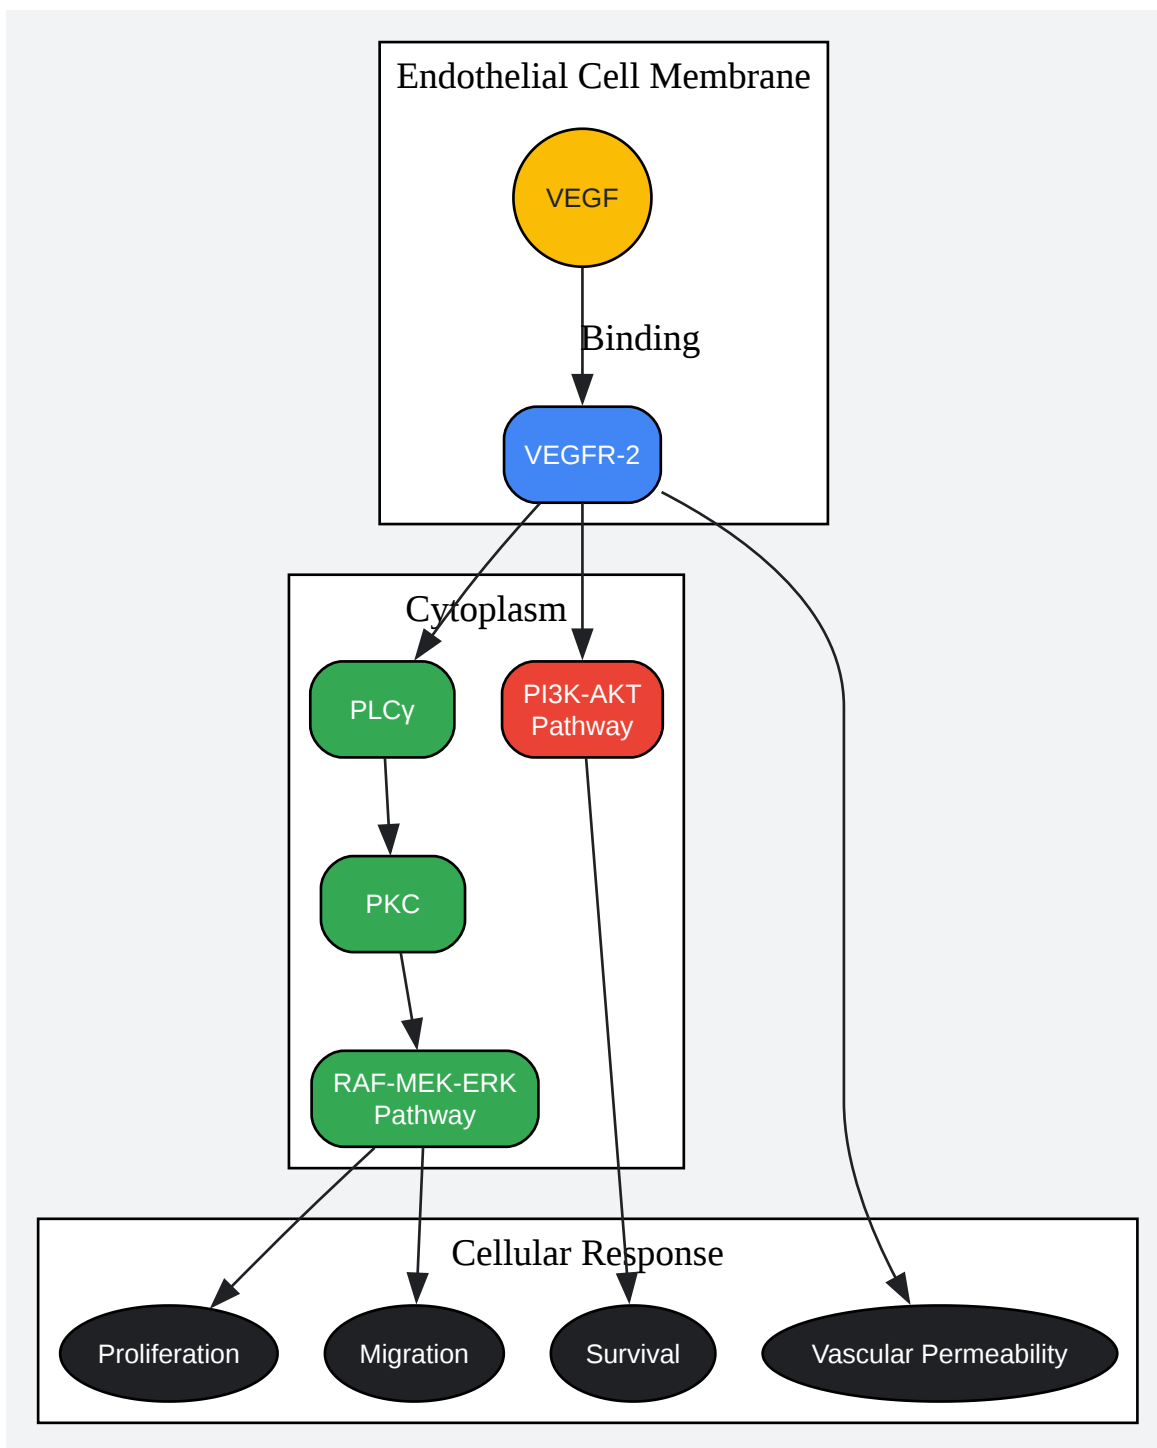 Endothelial Cell Membrane
VEGF
Binding
VEGFR-2
Cytoplasm
PLCγ
PI3K-AKT
Pathway
PKC
RAF-MEK-ERK
Pathway
Cellular Response
Proliferation
Migration
Survival
Vascular Permeability